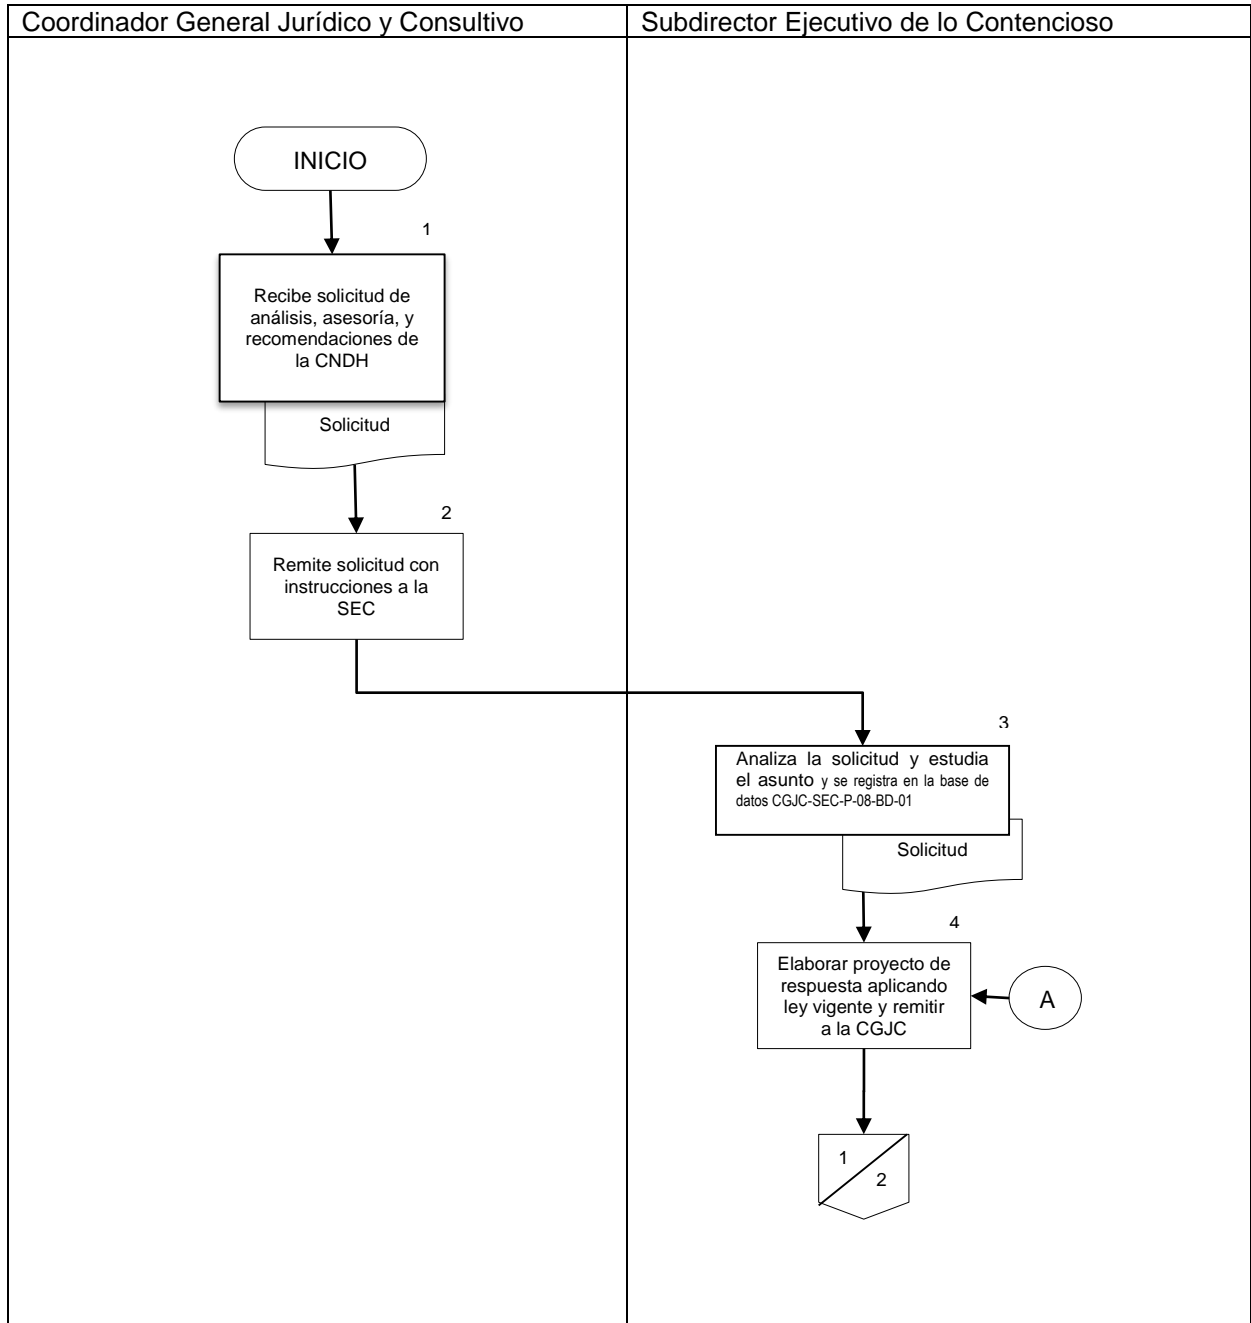 Coordinador General Jurídico y Consultivo
Subdirector Ejecutivo de lo Contencioso
INICIO
1
Recibe solicitud de
análisis, asesoría, y
recomendaciones de
la CNDH
Solicitud
2
Remite solicitud con
instrucciones a la
SEC
3
Analiza la solicitud y estudia
el asunto y se registra en la base de
datos CGJC-SEC-P-08-BD-01
Solicitud
4
Elaborar proyecto de
respuesta aplicando
ley vigente y remitir
a la CGJC
A
1
2